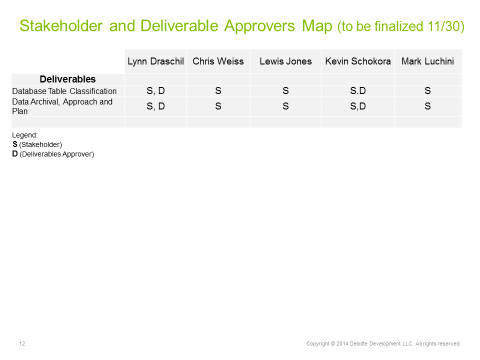 Stakeholder and Deliverable Approvers Map (to be finalized 11/30)
Lynn Draschil Chris Weiss Lewis Jones Kevin Schokora Mark Luchini
Deliverables
Database Table Classification S, D S S S.D S
Data Archival, Approach and
Plan S, D S S S,D S
Legend:
S (Stakeholder)
D (Deliverables Approver)
12 Copyright © 2014 Deloitte Development LLC. All rights reserved.